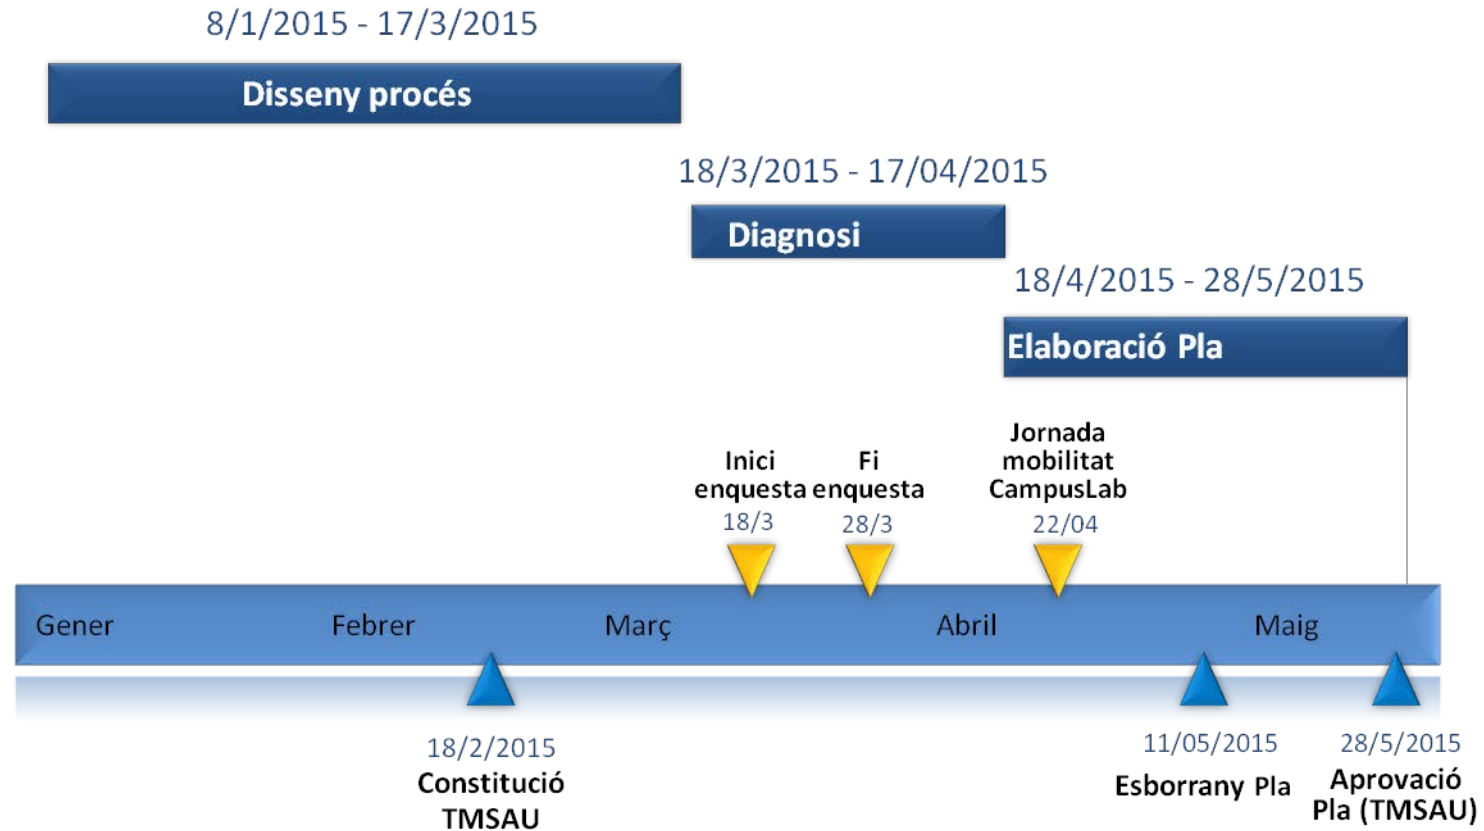 8/1/2015 - 17/3/2015
Disseny procés
18/3/2015 - 17/04/2015
Diagnosi
18/4/2015 - 28/5/2015
Elaboració Pla
Inici
enquesta
18/3
Fi
enquesta
28/3
Jornada
mobilitat
CampusLab
22/04
Gener
Febrer
Març
Abril
Maig
18/2/2015
Constitució
TMSAU
11/05/2015
Esborrany Pla
28/5/2015
Aprovació
Pla (TMSAU)